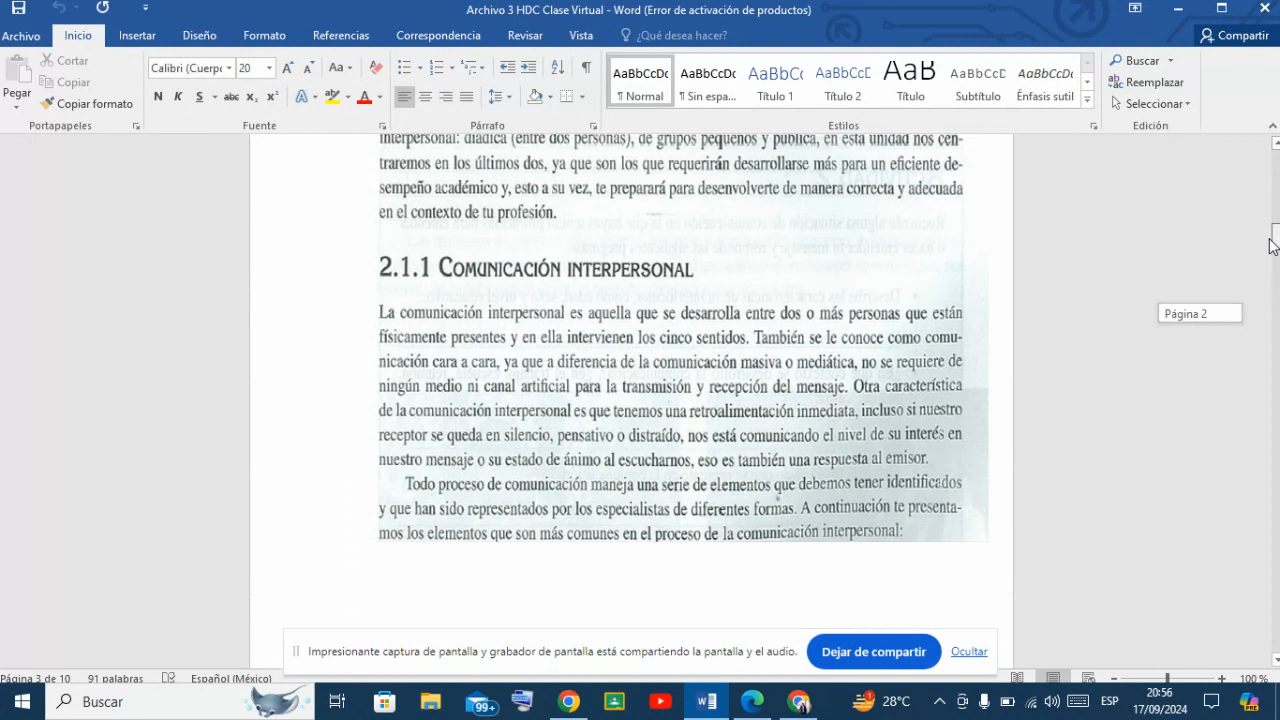 Archivo 3 HDC Clase Virtual - Word (Error de activación de productos)
Archivo Inicio Insertar Diseño Formato Referencias Correspondencia Revisar Vista ¿Qué desea hacer? Compartir
Pegar
Cortar
Copiar
Copiar formato
Portapapeles
Calibri (Cuerpo 20 Aa
N K S abc x₂ x² A A
Fuente
Párrafo
AaBbCcDc AaBbCcDc AaBbCc AaBbCcD AaB AaBbCcD AaBbCcDc
¶ Normal ¶ Sin espa... Título 1 Título 2 Título Subtítulo Énfasis sutil
Estilos
Buscar
Reemplazar
Seleccionar
Edición
interpersonal: diádica (entre dos personas), de grupos pequeños y pública, en esta unidad nos cen-
traremos en los últimos dos, ya que son los que requerirán desarrollarse más para un eficiente de-
sempeño académico y, esto a su vez, te preparará para desenvolverte de manera correcta y adecuada
en el contexto de tu profesión.
2.1.1 COMUNICACIÓN INTERPERSONAL
La comunicación interpersonal es aquella que se desarrolla entre dos o más personas que están
físicamente presentes y en ella intervienen los cinco sentidos. También se le conoce como comu-
nicación cara a cara, ya que a diferencia de la comunicación masiva o mediática, no se requiere de
ningún medio ni canal artificial para la transmisión y recepción del mensaje. Otra característica
de la comunicación interpersonal es que tenemos una retroalimentación inmediata, incluso si nuestro
receptor se queda en silencio, pensativo o distraído, nos está comunicando el nivel de su interés en
nuestro mensaje o su estado de ánimo al escucharnos, eso es también una respuesta al emisor.
Todo proceso de comunicación maneja una serie de elementos que debemos tener identificados
y que han sido representados por los especialistas de diferentes formas. A continuación te presenta-
mos los elementos que son más comunes en el proceso de la comunicación interpersonal:
Página 2
Impresionante captura de pantalla y grabador de pantalla está compartiendo la pantalla y el audio. Dejar de compartir Ocultar
Página 3 de 10 91 palabras Español (México) 100 %
Buscar 99+ 1 28°C ESP 20:56
17/09/2024